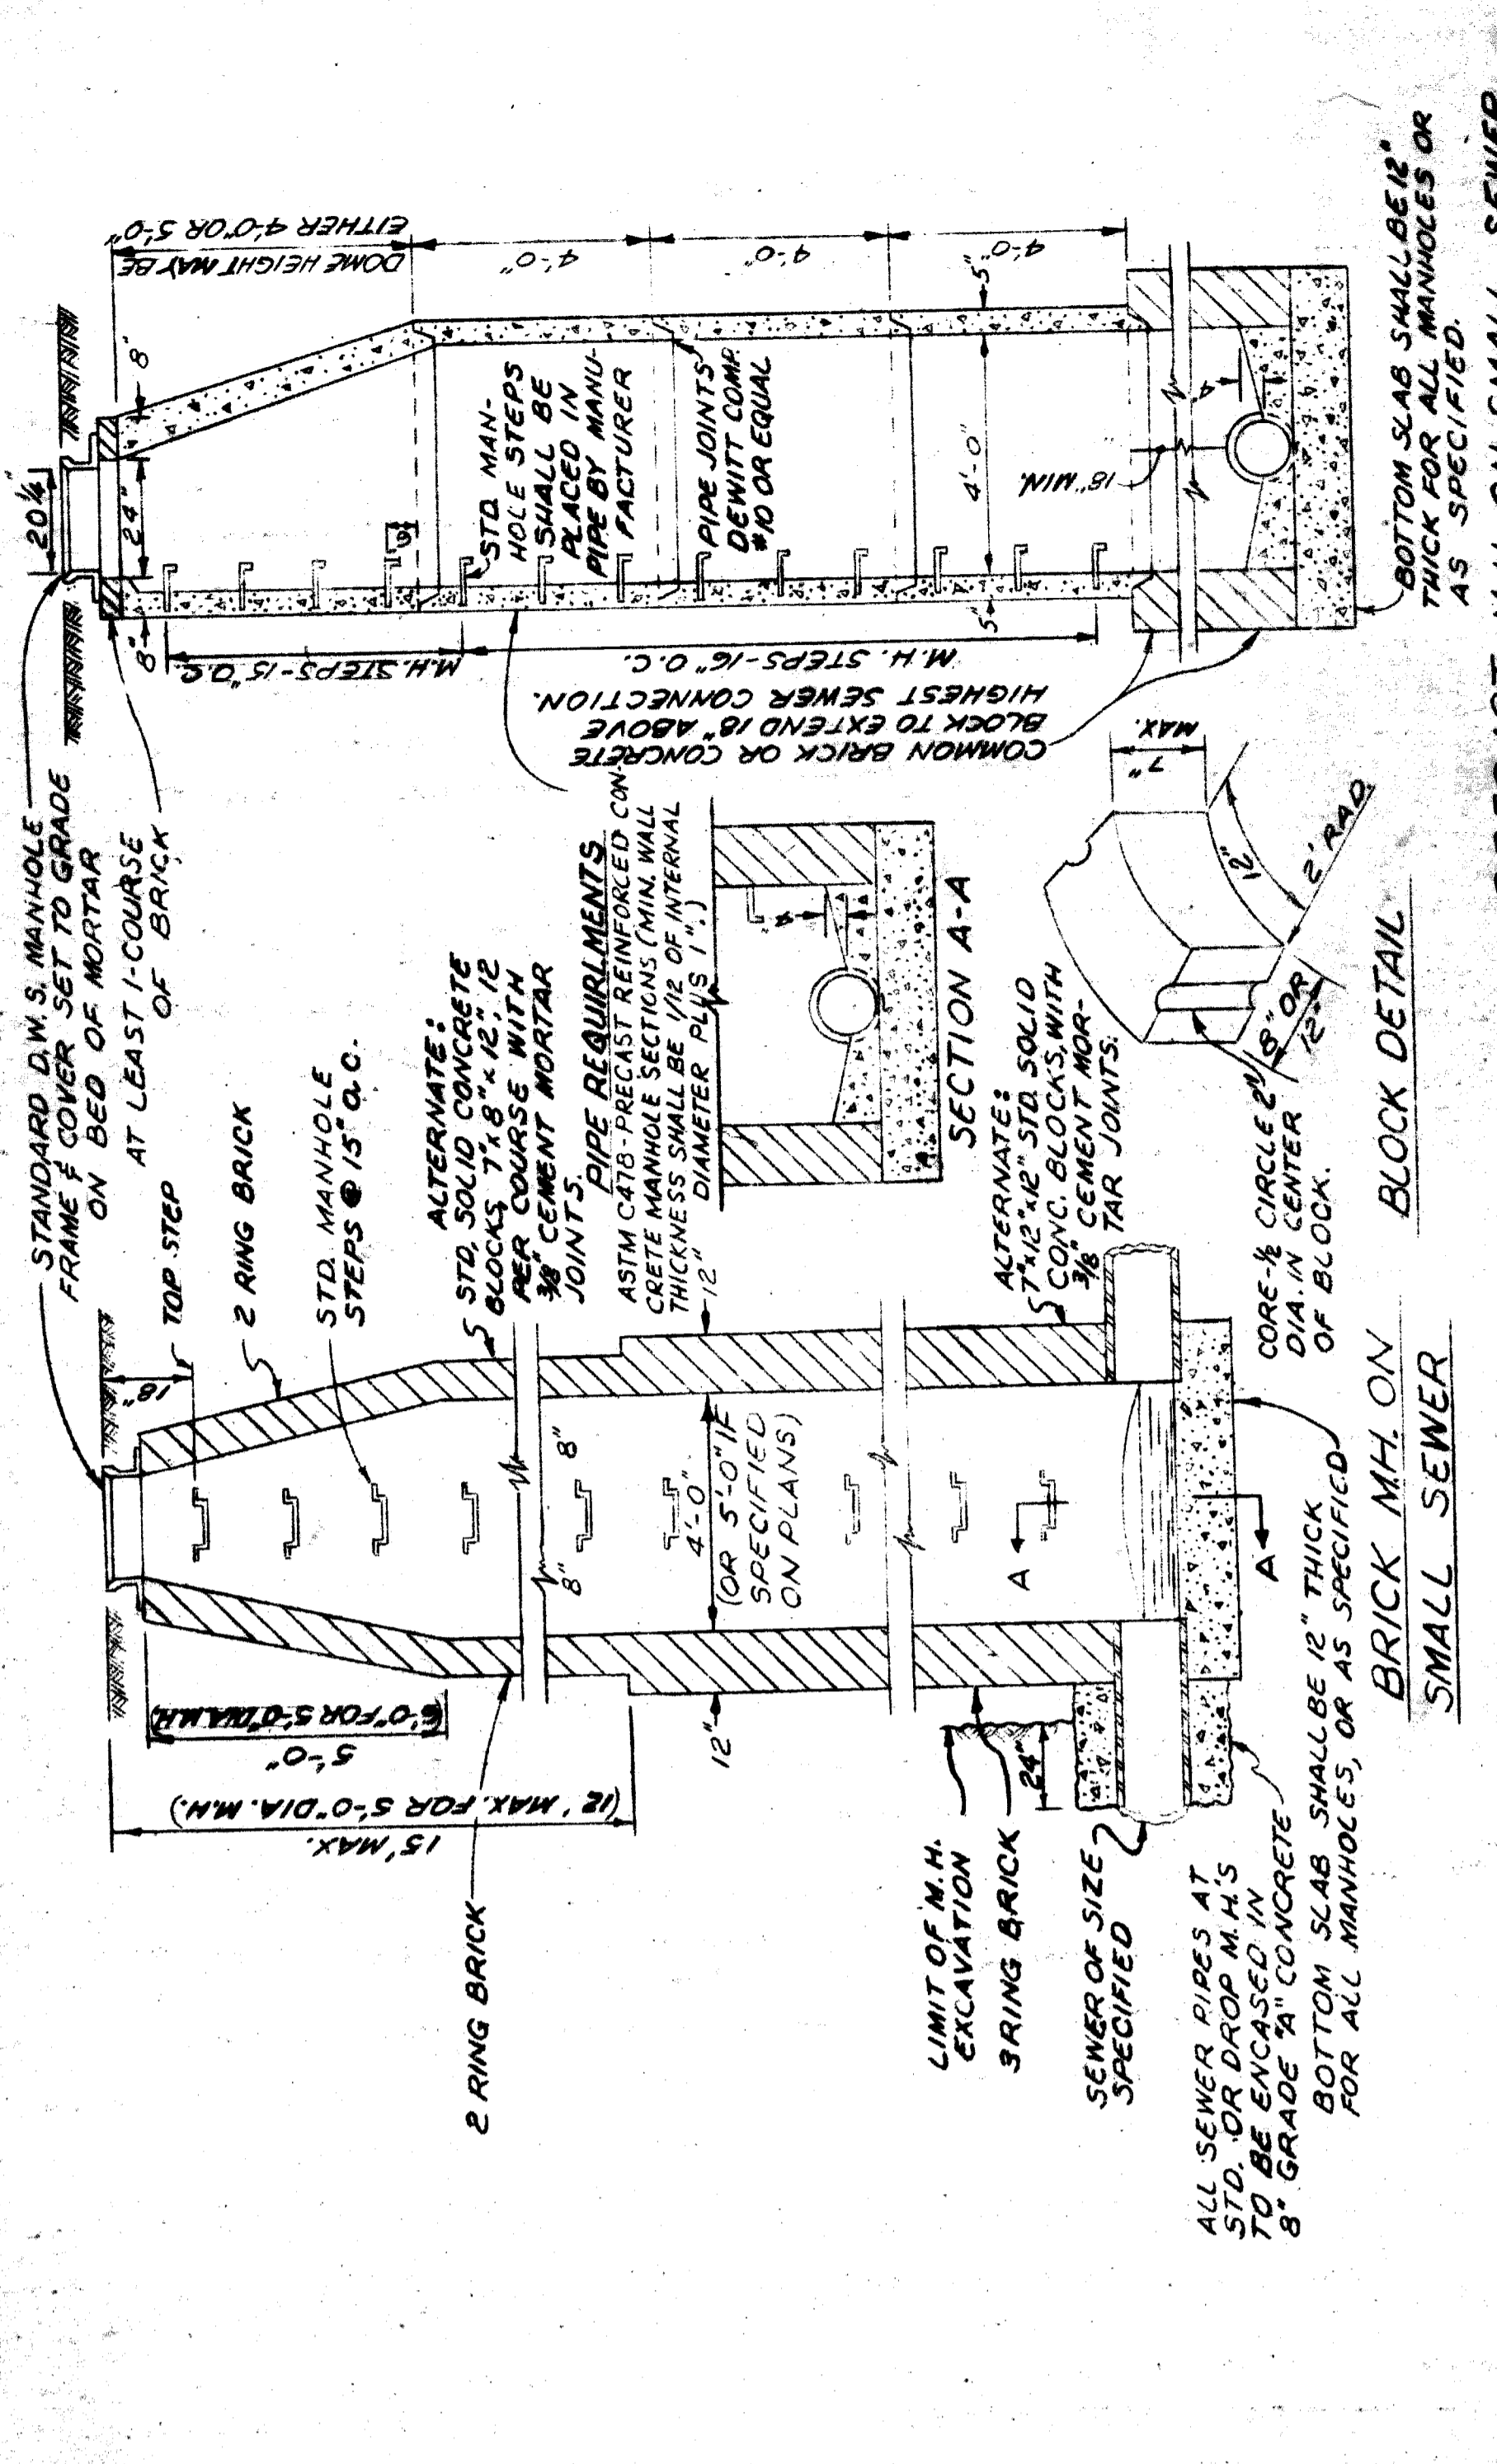 STANDARD D.W.S. MANHOLE
FRAME & COVER SET TO GRADE
ON BED OF MORTAR
AT LEAST 1-COURSE
OF BRICK
TOP STEP
2 RING BRICK
STD. MANHOLE
STEPS @ 15" O.C.
ALTERNATE:
STD. SOLID CONCRETE
BLOCKS, 7"x 8"x 12", 12
PER COURSE WITH
3/8" CEMENT MORTAR
JOINTS.
18"
5'-0"
(6'-0" FOR 5'-0" DIA M.H.)
15' MAX.
(12' MAX. FOR 5'-0" DIA. M.H.)
2 RING BRICK
8"
8"
4'-0"
(OR 5'-0" IF
SPECIFIED
ON PLANS)
12"
12"
ALTERNATE:
7"x12"x12" STD. SOLID
CONC. BLOCKS, WITH
3/8" CEMENT MOR-
TAR JOINTS.
LIMIT OF M.H.
EXCAVATION
3 RING BRICK
24"
SEWER OF SIZE
SPECIFIED
A
A
ALL SEWER PIPES AT
STD. OR DROP M.H.'S
TO BE ENCASED IN
8" GRADE "A" CONCRETE
BOTTOM SLAB SHALL BE 12" THICK
FOR ALL MANHOLES, OR AS SPECIFIED
BRICK M.H. ON
SMALL SEWER
PIPE REQUIRLMENTS
ASTM C478-PRECAST REINFORCED CON-
CRETE MANHOLE SECTIONS (MIN. WALL
THICKNESS SHALL BE 1/12 OF INTERNAL
DIAMETER PLUS 1".)
SECTION A-A
7"
MAX.
12"
2' RAD
8" OR
12"
CORE-1/2 CIRCLE 2"
DIA. IN CENTER
OF BLOCK.
BLOCK DETAIL
20 1/4"
24"
8"
8"
DOME HEIGHT MAY BE
EITHER 4'-0" OR 5'-0"
4'-0"
4'-0"
4'-0"
M.H. STEPS-15" O.C.
M.H. STEPS-16" O.C.
6"
STD. MAN-
HOLE STEPS
SHALL BE
PLACED IN
PIPE BY MANU-
FACTURER
PIPE JOINTS
DEWITT COMP.
#10 OR EQUAL
5"
4'-0"
5"
18" MIN.
COMMON BRICK OR CONCRETE
BLOCK TO EXTEND 18" ABOVE
HIGHEST SEWER CONNECTION.
BOTTOM SLAB SHALL BE 12"
THICK FOR ALL MANHOLES OR
AS SPECIFIED.